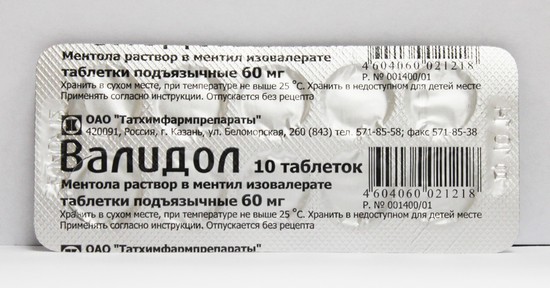 Ментола раствор в ментил изовалерате
таблетки подъязычные 60 мг
4 604060 021218
Р. № 001400/01
Хранить в сухом месте, при температуре не выше 25 °С. Хранить в недоступном для детей месте
Применять согласно инструкции. Отпускается без рецепта
ОАО "Татхимфармпрепараты"
420091, Россия, г. Казань, ул. Беломорская, 260 (843) тел. 571-85-58; факс 571-85-38
Валидол 10 таблеток
Ментола раствор в ментил изовалерате
таблетки подъязычные 60 мг
4 604060 021218
Р. № 001400/01
Хранить в сухом месте, при температуре не выше 25 °С. Хранить в недоступном для детей месте
Применять согласно инструкции. Отпускается без рецепта
ОАО "Татхимфармпрепараты"